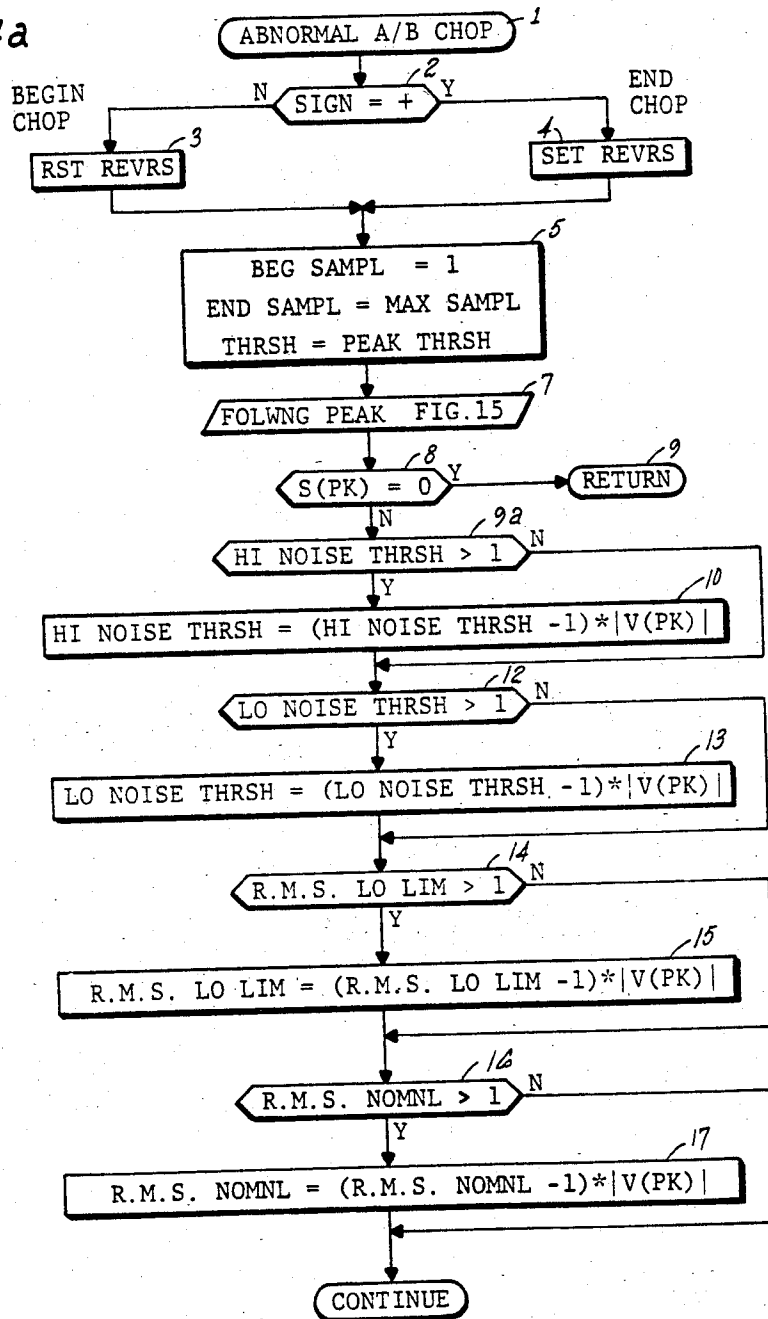 a
ABNORMAL A/B CHOP 1
2
BEGIN CHOP
N SIGN = + Y
END CHOP
3
RST REVRS
4
SET REVRS
5
BEG SAMPL = 1
END SAMPL = MAX SAMPL
THRSH = PEAK THRSH
7
FOLWNG PEAK FIG.15
8
S(PK) = 0 Y
9
RETURN
N
9a
HI NOISE THRSH > 1 N
Y
10
HI NOISE THRSH = (HI NOISE THRSH -1)*|V(PK)|
12
LO NOISE THRSH > 1 N
Y
13
LO NOISE THRSH = (LO NOISE THRSH -1)*|V(PK)|
14
R.M.S. LO LIM > 1 N
Y
15
R.M.S. LO LIM = (R.M.S. LO LIM -1)*|V(PK)|
16
R.M.S. NOMNL > 1 N
Y
17
R.M.S. NOMNL = (R.M.S. NOMNL -1)*|V(PK)|
CONTINUE